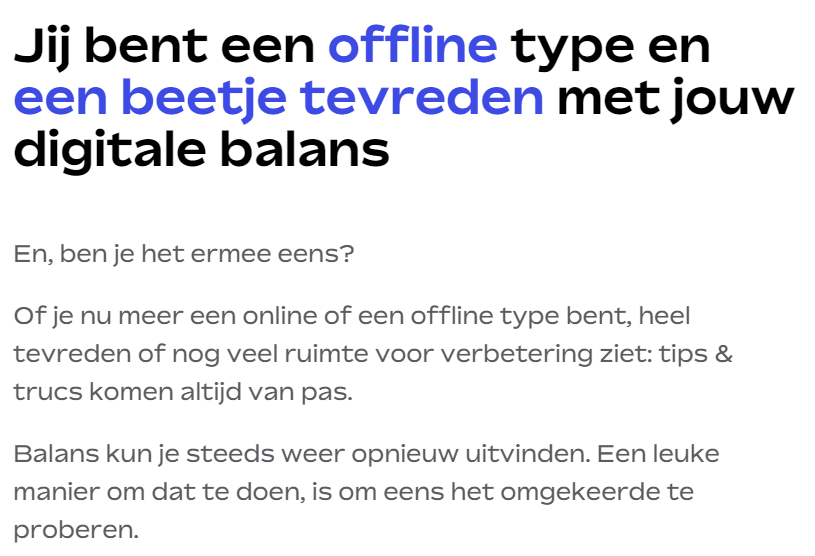 Jij bent een offline type en
een beetje tevreden met jouw
digitale balans
En, ben je het ermee eens?
Of je nu meer een online of een offline type bent, heel
tevreden of nog veel ruimte voor verbetering ziet: tips &
trucs komen altijd van pas.
Balans kun je steeds weer opnieuw uitvinden. Een leuke
manier om dat te doen, is om eens het omgekeerde te
proberen.